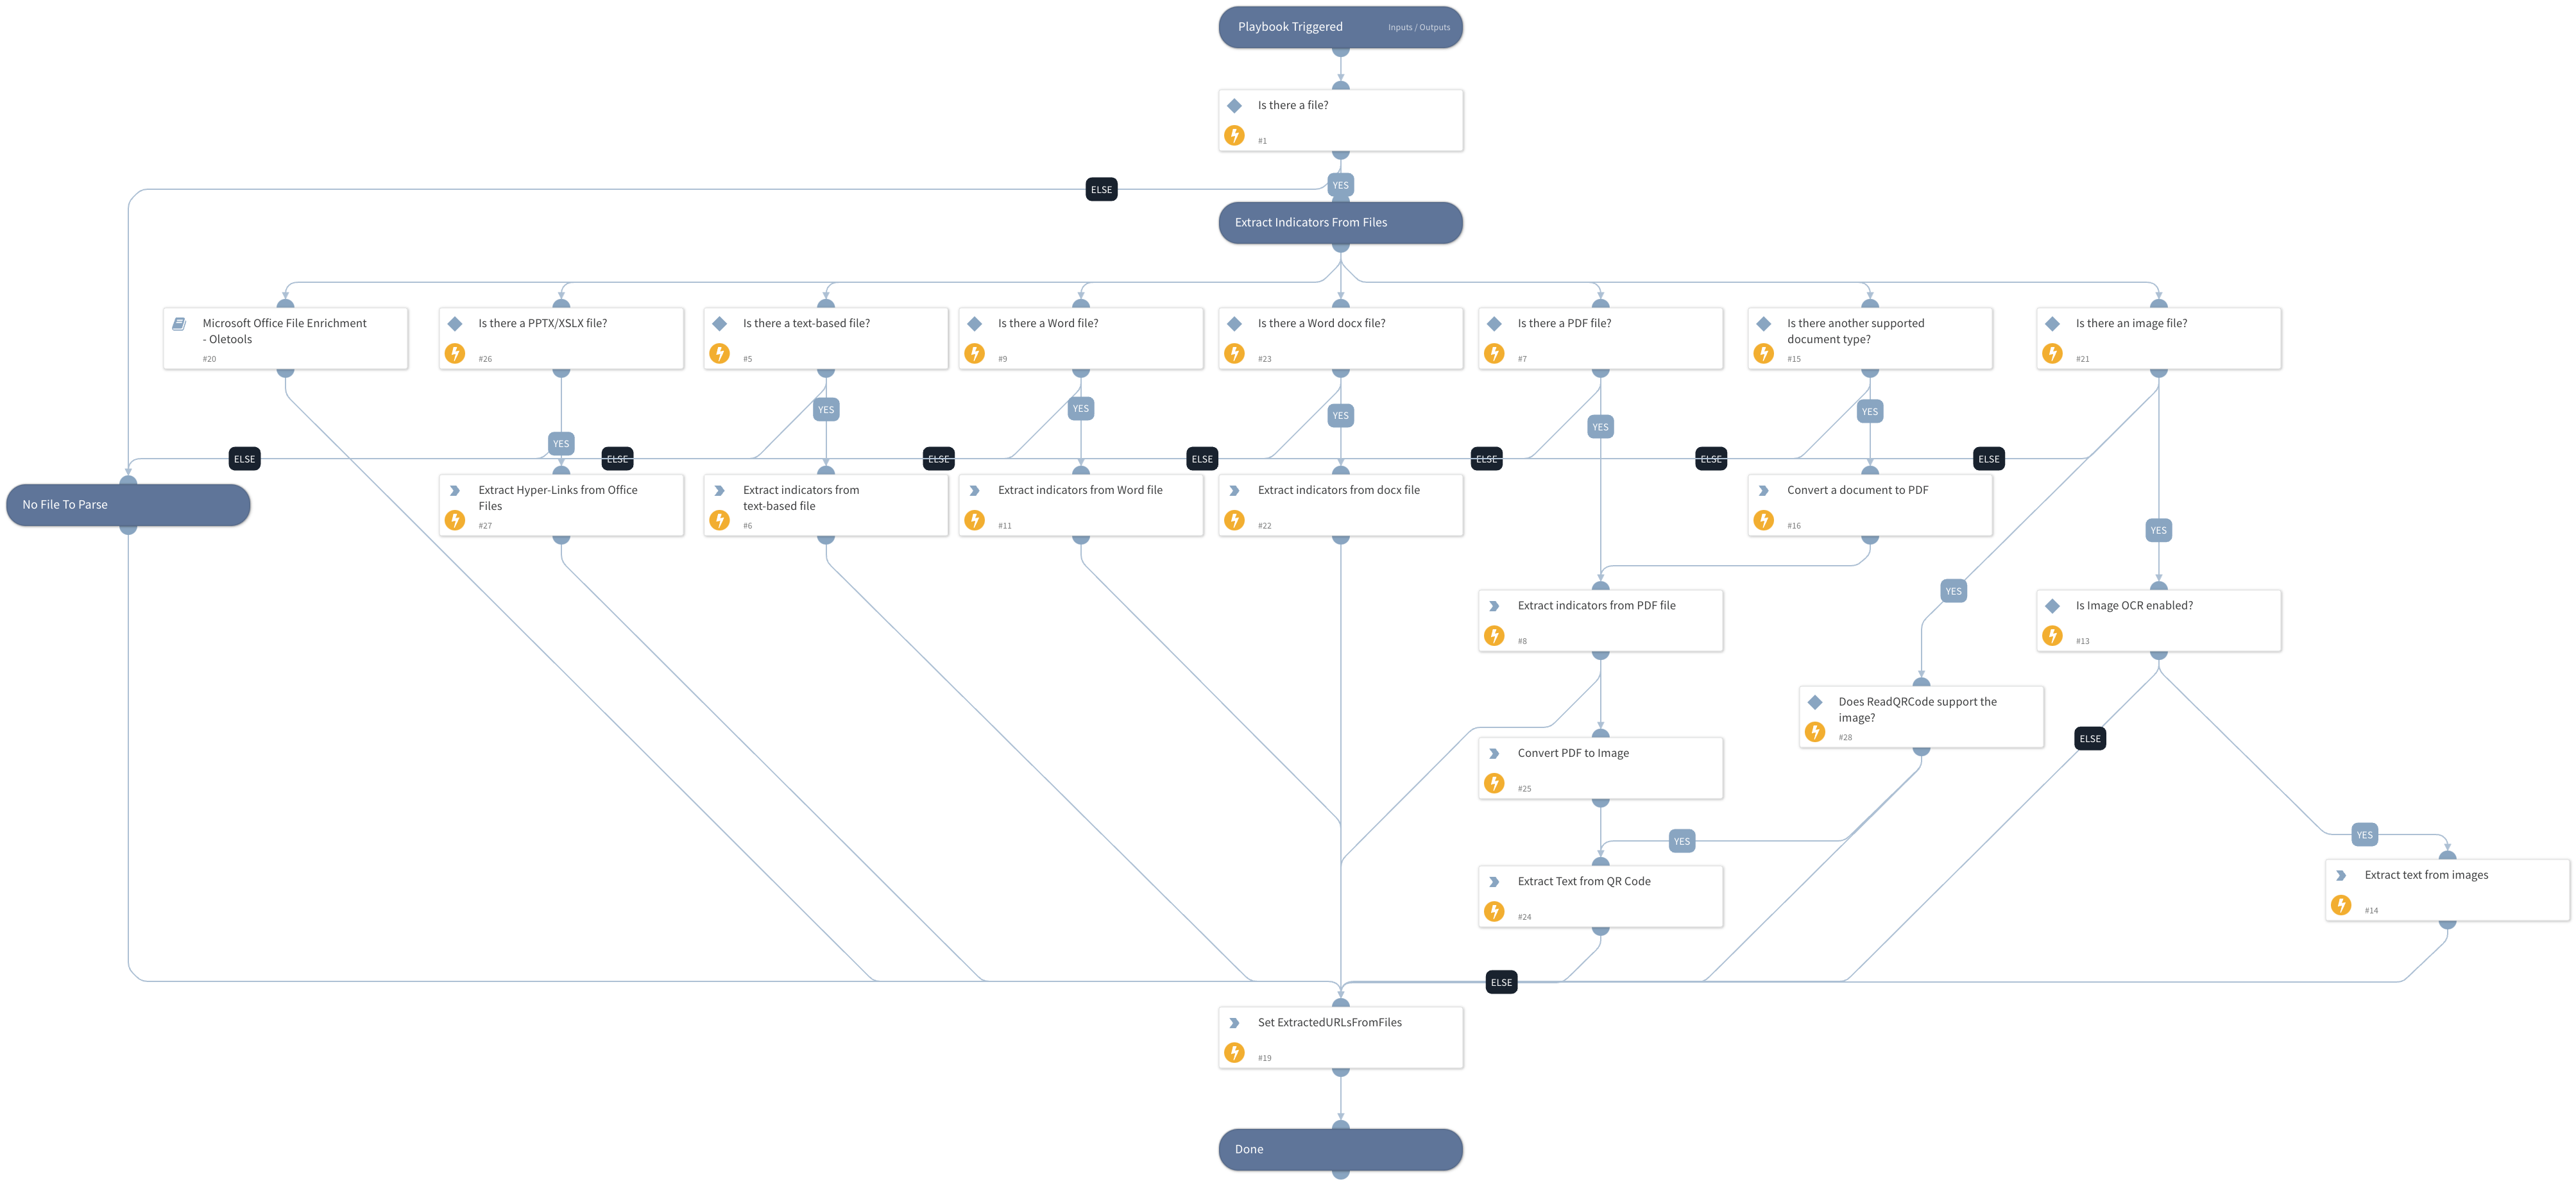 Playbook Triggered
Inputs / Outputs
Is there a file?
#1
ELSE
YES
Extract Indicators From Files
Microsoft Office File Enrichment
- Oletools
#20
Is there a PPTX/XSLX file?
#26
Is there a text-based file?
#5
Is there a Word file?
#9
Is there a Word docx file?
#23
Is there a PDF file?
#7
Is there another supported
document type?
#15
Is there an image file?
#21
YES
YES
YES
YES
YES
YES
ELSE
ELSE
ELSE
ELSE
ELSE
ELSE
ELSE
No File To Parse
Extract Hyper-Links from Office
Files
#27
Extract indicators from
text-based file
#6
Extract indicators from Word file
#11
Extract indicators from docx file
#22
Convert a document to PDF
#16
YES
YES
Extract indicators from PDF file
#8
Is Image OCR enabled?
#13
Does ReadQRCode support the
image?
#28
ELSE
Convert PDF to Image
#25
YES
YES
Extract Text from QR Code
#24
Extract text from images
#14
ELSE
Set ExtractedURLsFromFiles
#19
Done